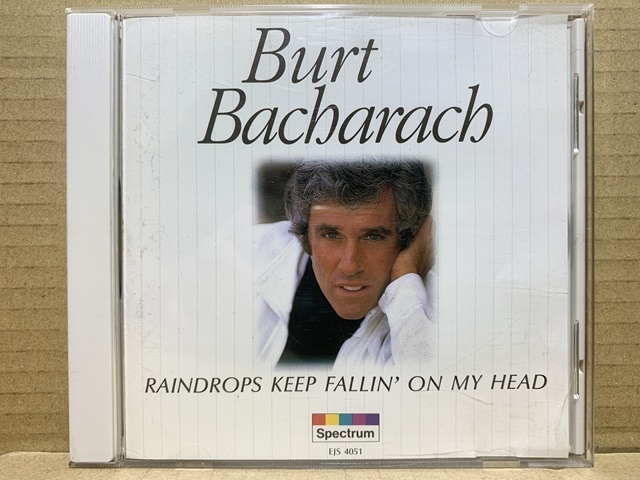 Burt
Bacharach
RAINDROPS KEEP FALLIN' ON MY HEAD
Spectrum
EJS 4051